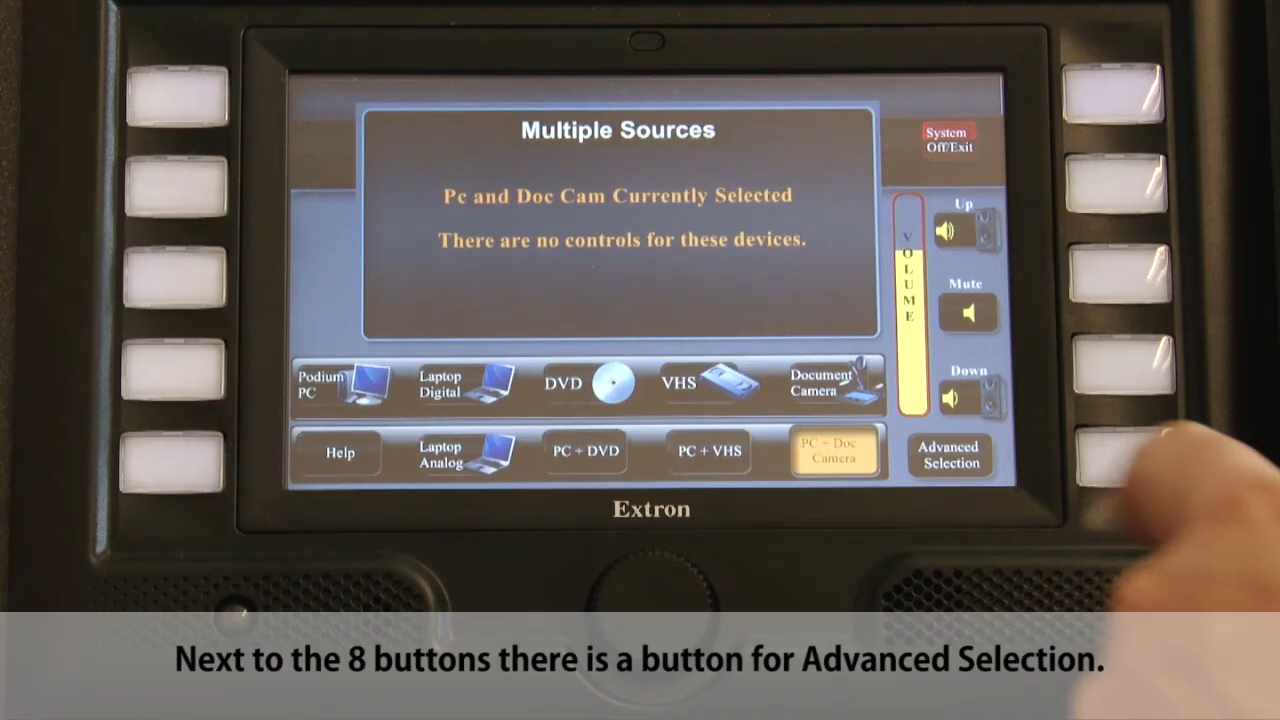 Multiple Sources
Pc and Doc Cam Currently Selected
There are no controls for these devices.
System
Off/Exit
VOLUME
Up
Mute
Down
Podium
PC
Laptop
Digital
DVD
VHS
Document
Camera
Help
Laptop
Analog
PC + DVD
PC + VHS
PC + Doc
Camera
Advanced
Selection
Extron
Next to the 8 buttons there is a button for Advanced Selection.